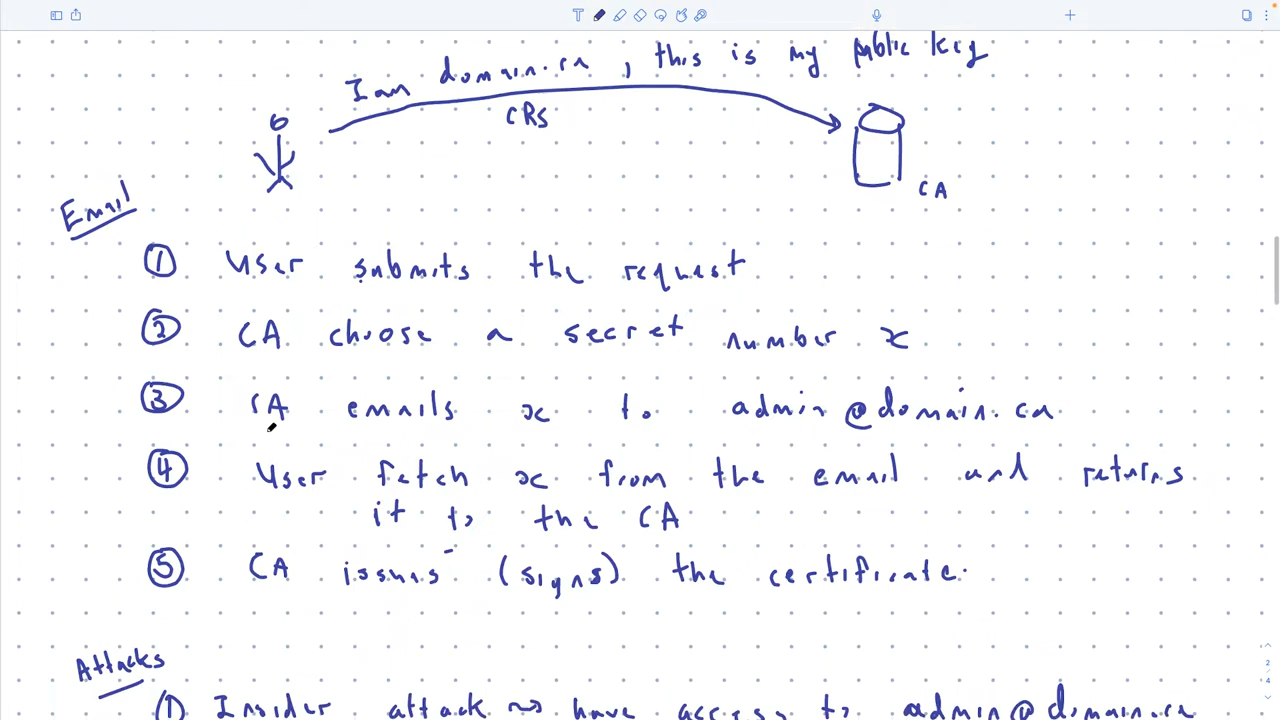 I am domain.ca, this is my public key
CRS
CA
Email
① User submits the request
② CA choose a secret number x
③ CA emails x to admin@domain.ca
④ User fetch x from the email and returns
it to the CA
⑤ CA issues (signs) the certificate.
Attacks
① Insider attack ⇝ have access to admin@domain.ca